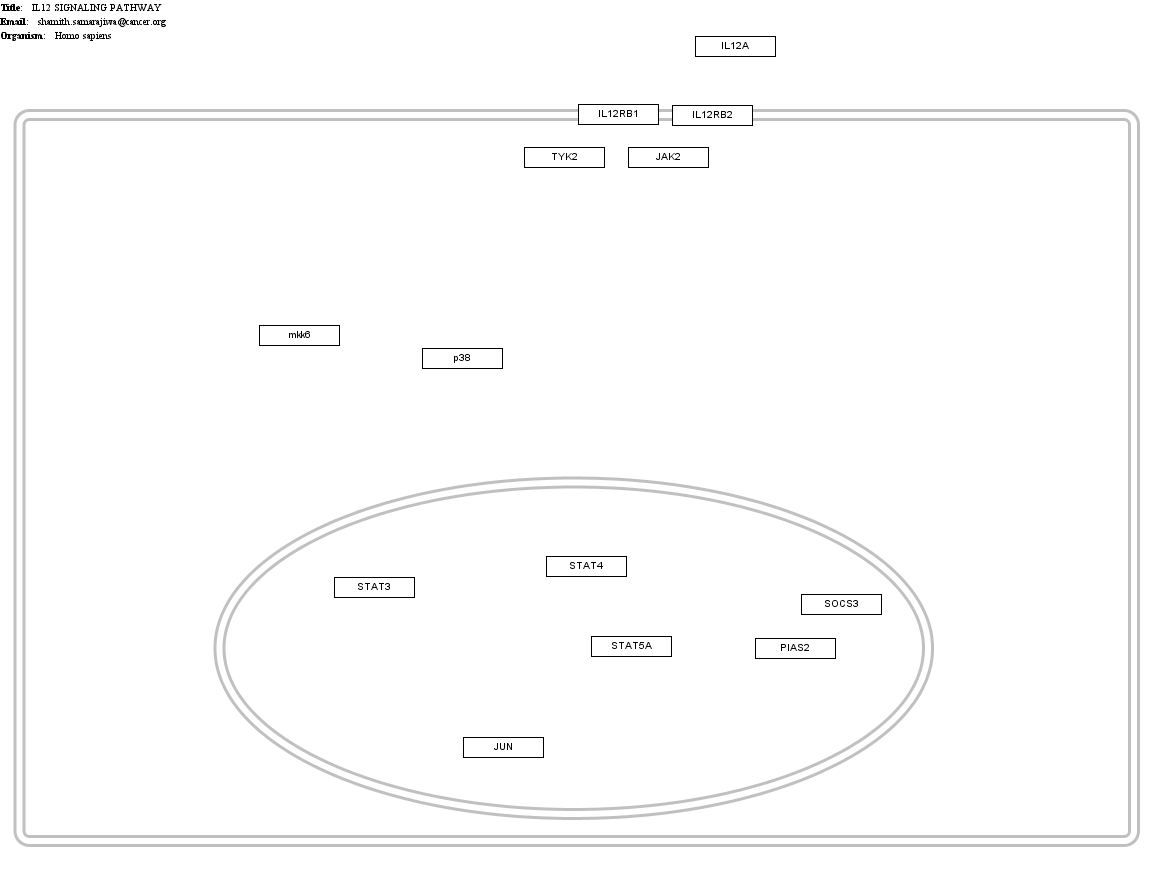 Title: IL12 SIGNALING PATHWAY
Email: shamith.samarajiwa@cancer.org
Organism: Homo sapiens
IL12A
IL12RB1
IL12RB2
TYK2
JAK2
mkk6
p38
STAT4
STAT3
SOCS3
STAT5A
PIAS2
JUN